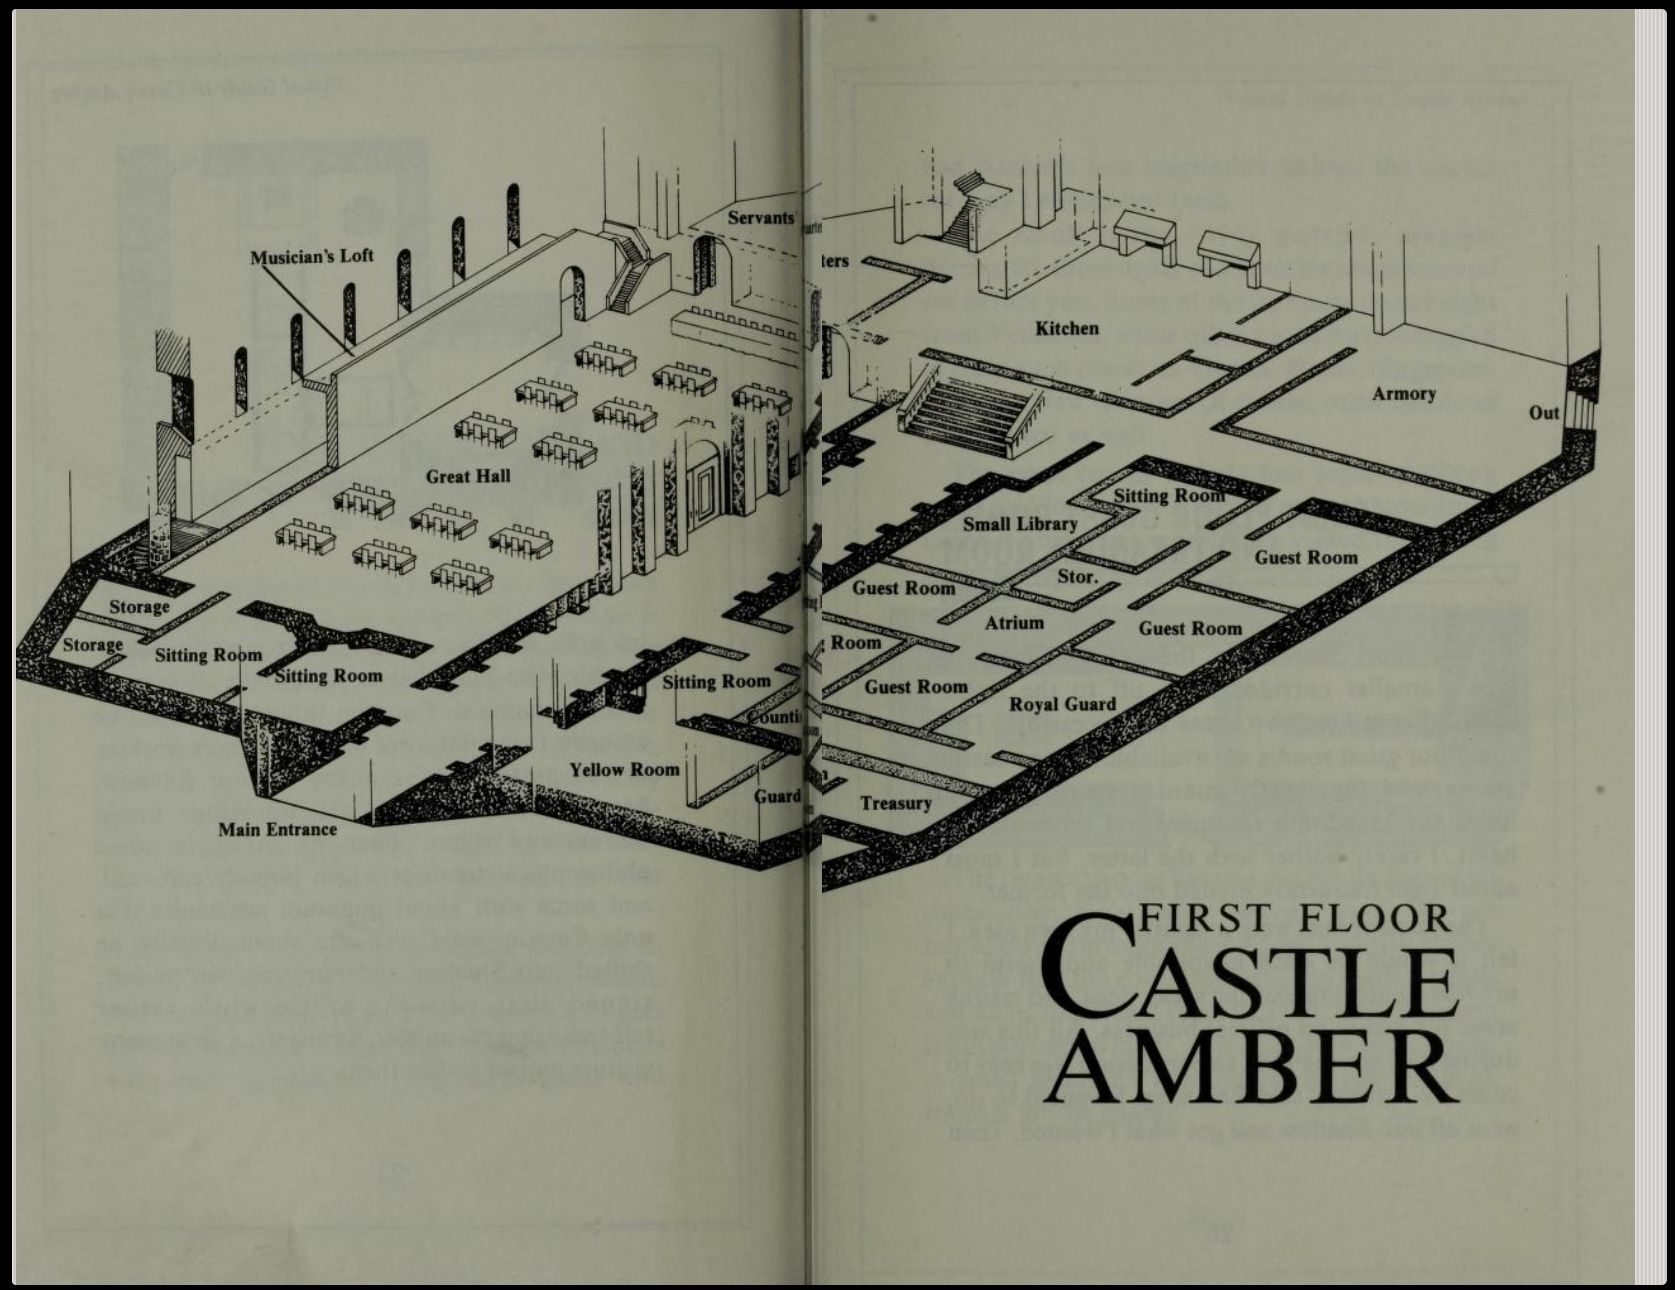 Musician's Loft
Servants'
ters
Kitchen
Armory
Out
Great Hall
Sitting Room
Small Library
Guest Room
Stor.
Guest Room
Storage
Atrium
Guest Room
Storage
Sitting Room
Room
Sitting Room
Sitting Room
Guest Room
Royal Guard
Counti
Yellow Room
Guard
Treasury
Main Entrance
FIRST FLOOR
CASTLE
AMBER